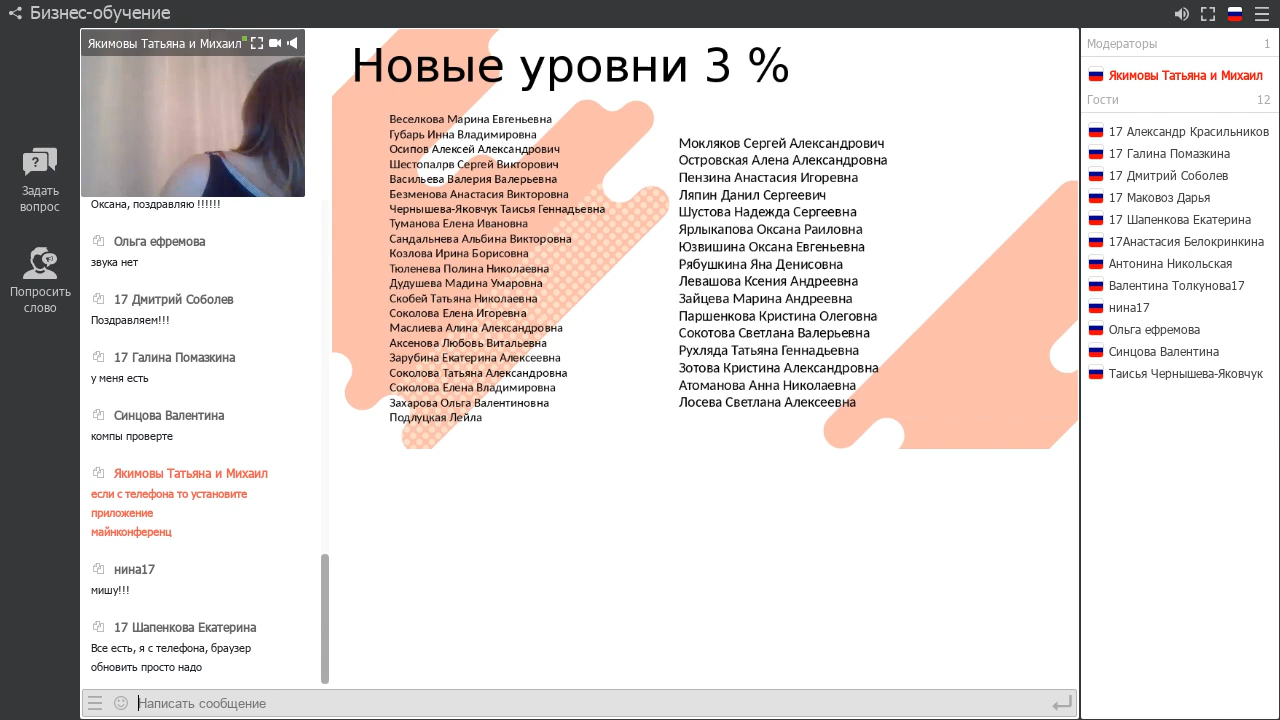 Бизнес-обучение
Якимовы Татьяна и Михаил
Задать
вопрос
Попросить
слово
Оксана, поздравляю !!!!!!
Ольга ефремова
звука нет
17 Дмитрий Соболев
Поздравляем!!!
17 Галина Помазкина
у меня есть
Синцова Валентина
компы проверте
Якимовы Татьяна и Михаил
если с телефона то установите
приложение
майнконференц
нина17
мишу!!!
17 Шапенкова Екатерина
Все есть, я с телефона, браузер
обновить просто надо
Написать сообщение
Новые уровни 3 %
Веселкова Марина Евгеньевна
Губарь Инна Владимировна
Осипов Алексей Александрович
Шестопалрв Сергей Викторович
Васильева Валерия Валерьевна
Безменова Анастасия Викторовна
Чернышева-Яковчук Таисья Геннадьевна
Туманова Елена Ивановна
Сандальнева Альбина Викторовна
Козлова Ирина Борисовна
Тюленева Полина Николаевна
Дудушева Мадина Умаровна
Скобей Татьяна Николаевна
Соколова Елена Игоревна
Маслиева Алина Александровна
Аксенова Любовь Витальевна
Зарубина Екатерина Алексеевна
Соколова Татьяна Александровна
Соколова Елена Владимировна
Захарова Ольга Валентиновна
Подлуцкая Лейла
Мокляков Сергей Александрович
Островская Алена Александровна
Пензина Анастасия Игоревна
Ляпин Данил Сергеевич
Шустова Надежда Сергеевна
Ярлыкапова Оксана Раиловна
Юзвишина Оксана Евгеньевна
Рябушкина Яна Денисовна
Левашова Ксения Андреевна
Зайцева Марина Андреевна
Паршенкова Кристина Олеговна
Сокотова Светлана Валерьевна
Рухляда Татьяна Геннадьевна
Зотова Кристина Александровна
Атоманова Анна Николаевна
Лосева Светлана Алексеевна
Модераторы 1
Якимовы Татьяна и Михаил
Гости 12
17 Александр Красильников
17 Галина Помазкина
17 Дмитрий Соболев
17 Маковоз Дарья
17 Шапенкова Екатерина
17Анастасия Белокринкина
Антонина Никольская
Валентина Толкунова17
нина17
Ольга ефремова
Синцова Валентина
Таисья Чернышева-Яковчук